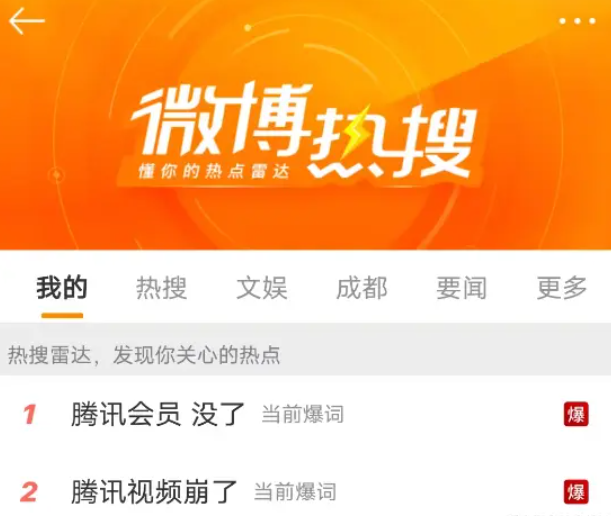 微博热搜
懂你的热点雷达
我的 热搜 文娱 成都 要闻 更多
热搜雷达，发现你关心的热点
1 腾讯会员 没了 当前爆词 爆
2 腾讯视频崩了 当前爆词 爆